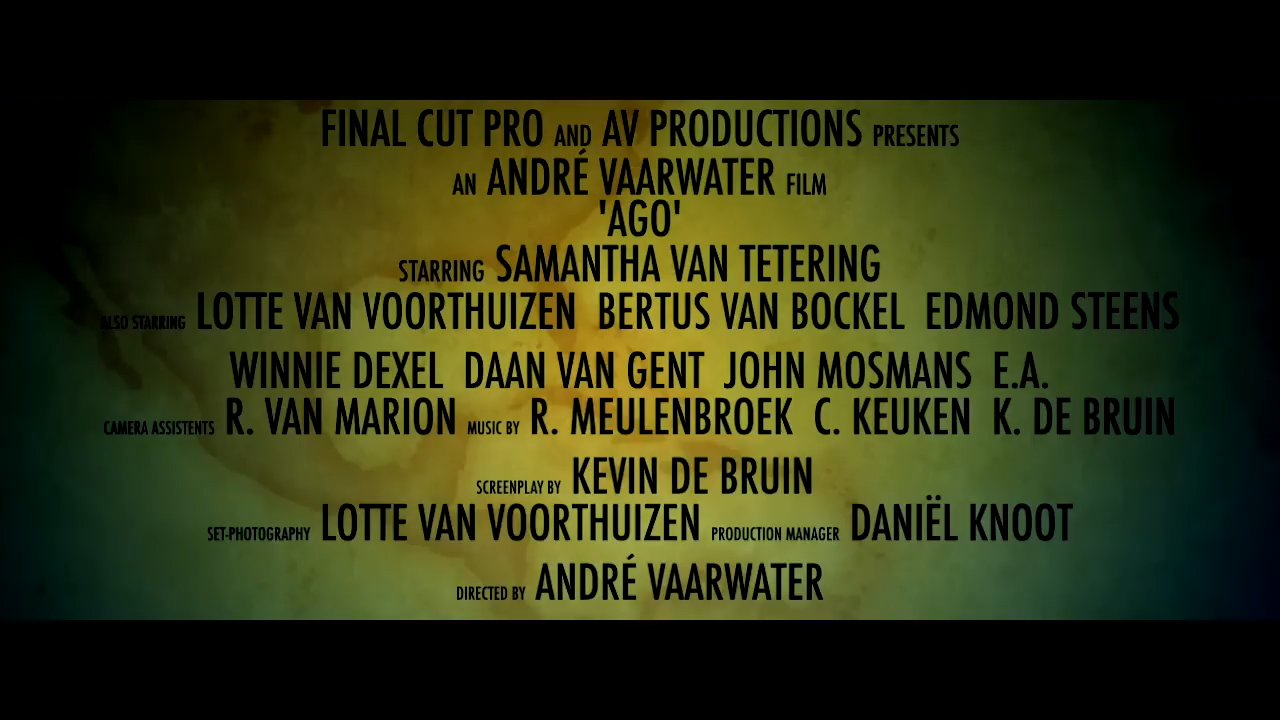 FINAL CUT PRO AND AV PRODUCTIONS PRESENTS
AN ANDRÉ VAARWATER FILM
'AGO'
STARRING SAMANTHA VAN TETERING
ALSO STARRING LOTTE VAN VOORTHUIZEN BERTUS VAN BOCKEL EDMOND STEENS
WINNIE DEXEL DAAN VAN GENT JOHN MOSMANS E.A.
CAMERA ASSISTENTS R. VAN MARION MUSIC BY R. MEULENBROEK C. KEUKEN K. DE BRUIN
SCREENPLAY BY KEVIN DE BRUIN
SET-PHOTOGRAPHY LOTTE VAN VOORTHUIZEN PRODUCTION MANAGER DANIËL KNOOT
DIRECTED BY ANDRÉ VAARWATER